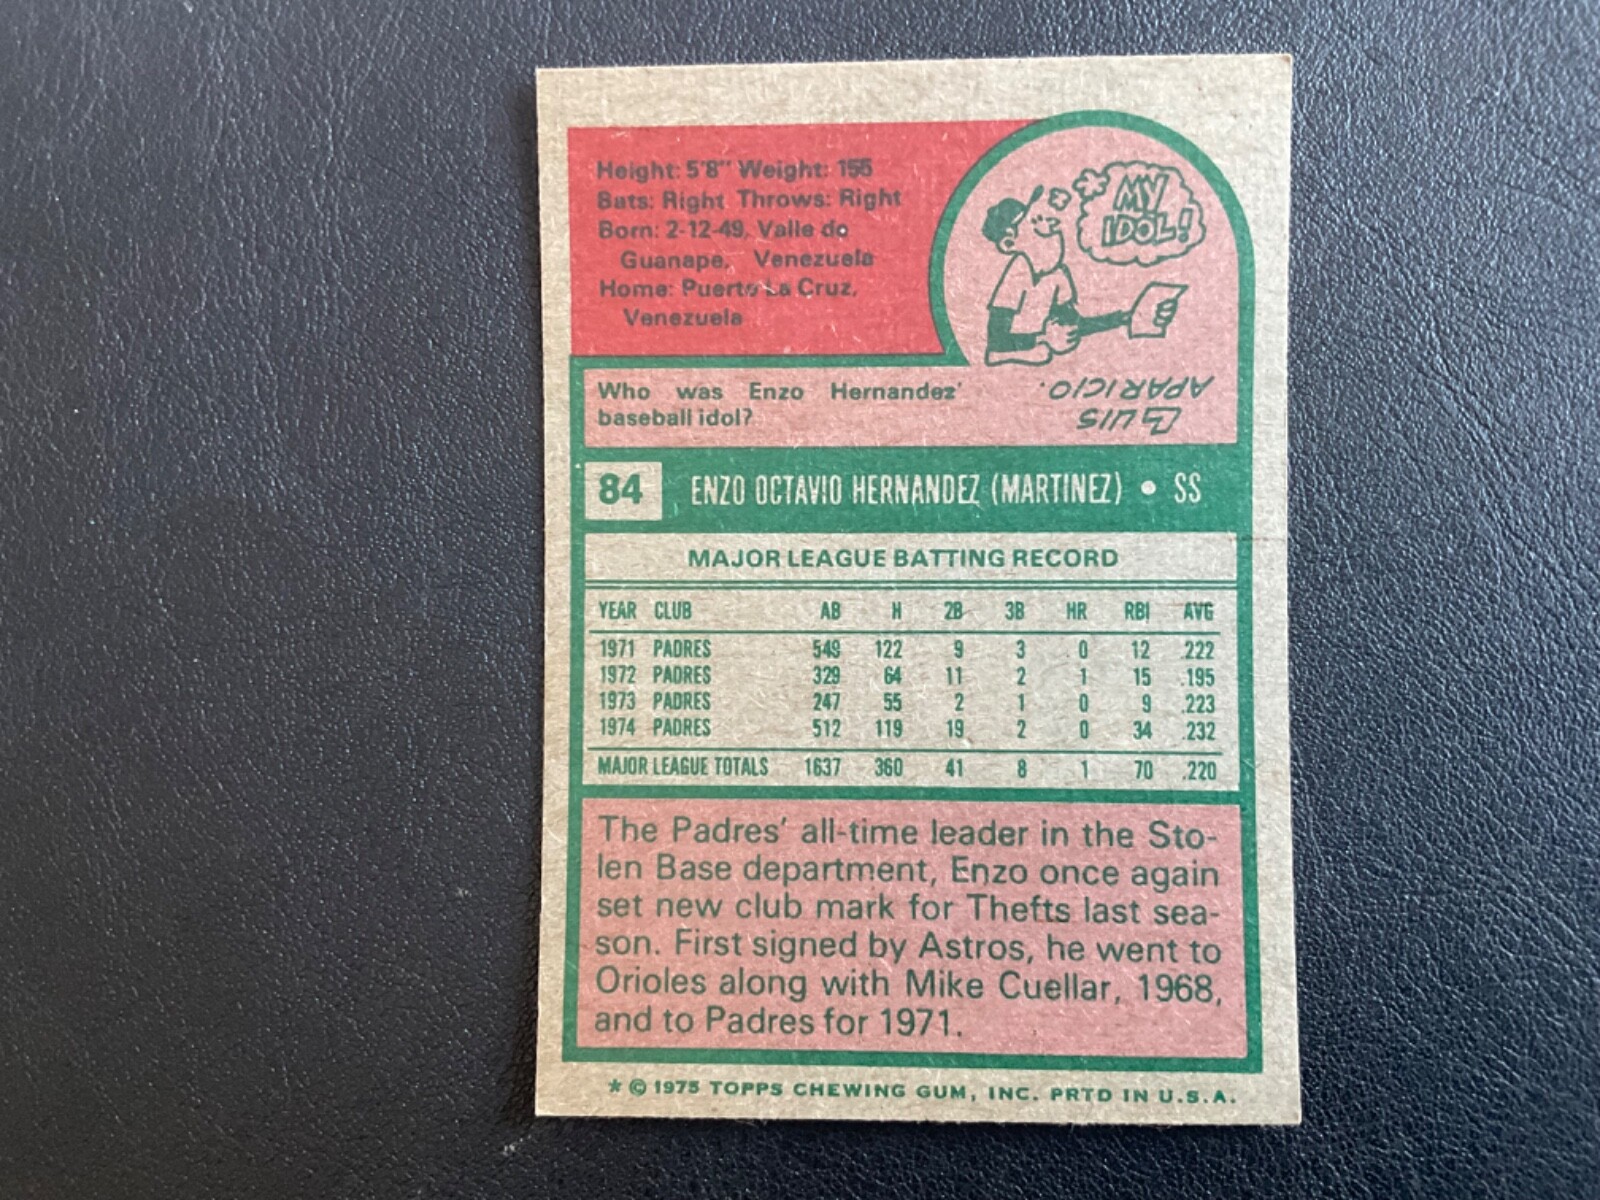 Height: 5'8" Weight: 155
Bats: Right Throws: Right
Born: 2-12-49, Valle de
Guanape, Venezuela
Home: Puerto La Cruz,
Venezuela
MY
IDOL!
Who was Enzo Hernandez'
baseball idol?
LUIS
APARICIO.
84 ENZO OCTAVIO HERNANDEZ (MARTINEZ) • SS
MAJOR LEAGUE BATTING RECORD
YEAR CLUB AB H 2B 3B HR RBI AVG
1971 PADRES 549 122 9 3 0 12 .222
1972 PADRES 329 64 11 2 1 15 .195
1973 PADRES 247 55 2 1 0 9 .223
1974 PADRES 512 119 19 2 0 34 .232
MAJOR LEAGUE TOTALS 1637 360 41 8 1 70 .220
The Padres' all-time leader in the Sto-
len Base department, Enzo once again
set new club mark for Thefts last sea-
son. First signed by Astros, he went to
Orioles along with Mike Cuellar, 1968,
and to Padres for 1971.
* © 1975 TOPPS CHEWING GUM, INC. PRTD IN U.S.A.